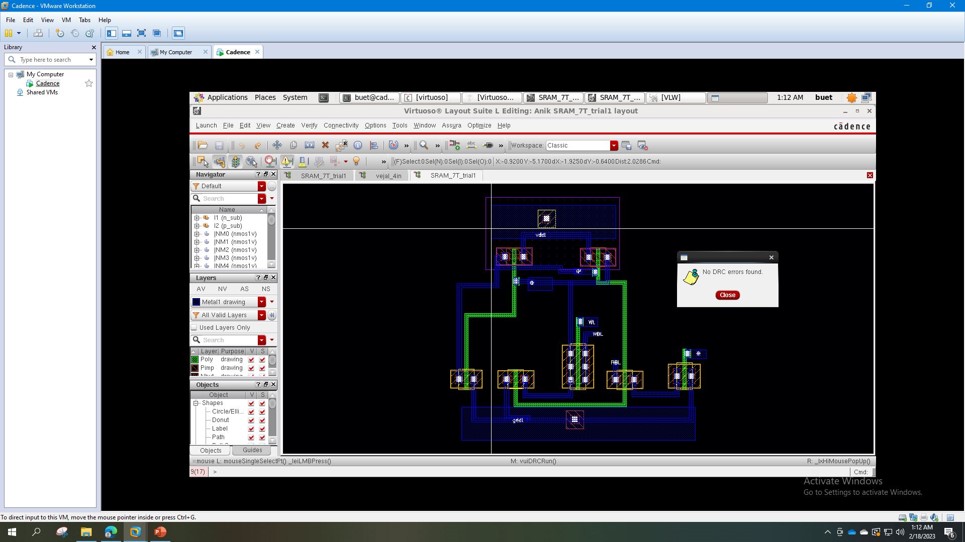 Cadence - VMware Workstation
File Edit View VM Tabs Help
Library
Type here to search
My Computer
Cadence
Shared VMs
Home
My Computer
Cadence
Applications Places System
buet@cad...
[virtuoso]
[Virtuoso...
SRAM_7T_...
SRAM_7T_...
[VLW]
1:12 AM buet
Virtuoso® Layout Suite L Editing: Anik SRAM_7T_trial1 layout
Launch File Edit View Create Verify Connectivity Options Tools Window Assura Optimize Help
cādence
Workspace: Classic
(F)Select:0 Sel(N):0 Sel(I):0 Sel(O):0 X:-0.9200 Y:-5.1700 dX:-1.9250 dY:-0.6400 Dist:2.0286 Cmd:
SRAM_7T_trial1
vejal_4in
SRAM_7T_trial1
Navigator
Default
Search
Name
I1 (n_sub)
I2 (p_sub)
|NM0 (nmos1v)
|NM1 (nmos1v)
|NM2 (nmos1v)
|NM3 (nmos1v)
|NM4 (nmos1v)
Layers
AV NV AS NS
Metal1 drawing
All Valid Layers
Used Layers Only
Search
Layer Purpose V S
Poly drawing
Pimp drawing
Objects
Object V S
Shapes
Circle/Elli...
Donut
Label
Path
Objects
Guides
vdd!
WL
WBL
RBL
gnd!
No DRC errors found.
Close
mouse L: mouseSingleSelectPt() _leiLMBPress()
M: vuiDRCRun()
R: _lxHiMousePopUp()
9(17) >
Cmd:
Activate Windows
Go to Settings to activate Windows.
To direct input to this VM, move the mouse pointer inside or press Ctrl+G.
1:12 AM
2/18/2023